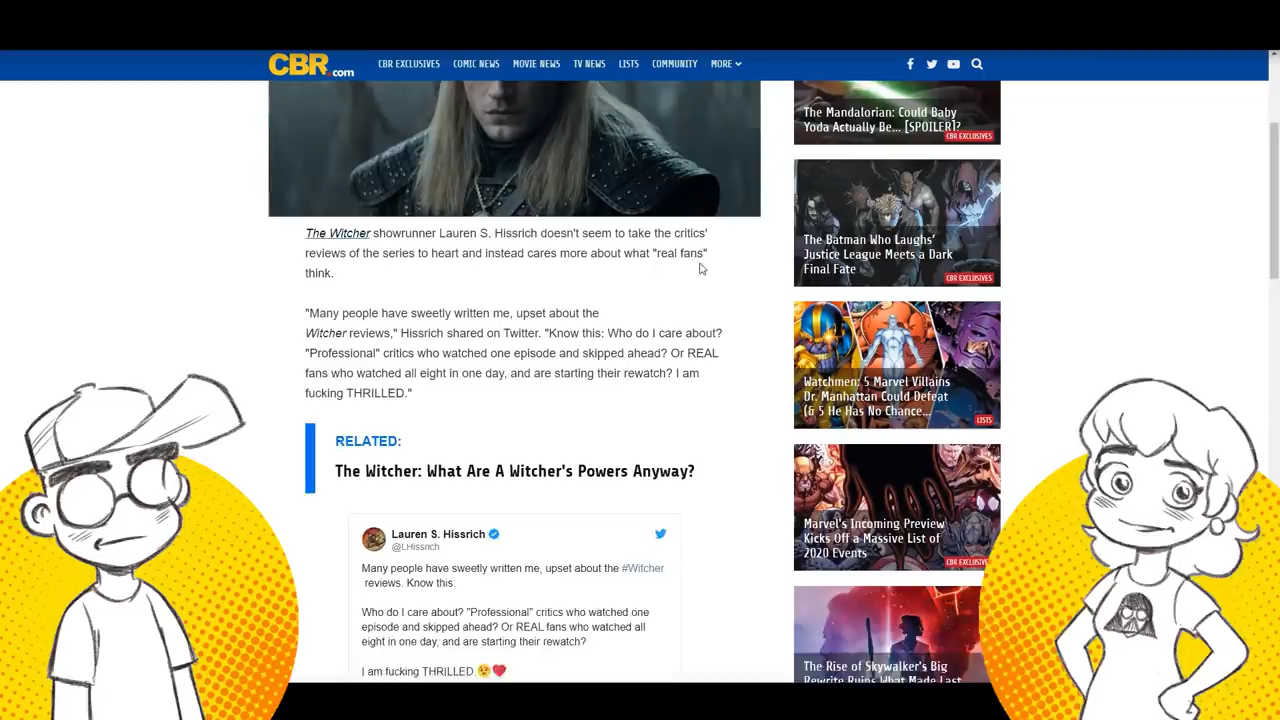 CBR.com
CBR EXCLUSIVES COMIC NEWS MOVIE NEWS TV NEWS LISTS COMMUNITY MORE
The Witcher showrunner Lauren S. Hissrich doesn't seem to take the critics'
reviews of the series to heart and instead cares more about what "real fans"
think.
"Many people have sweetly written me, upset about the
Witcher reviews," Hissrich shared on Twitter. "Know this: Who do I care about?
"Professional" critics who watched one episode and skipped ahead? Or REAL
fans who watched all eight in one day, and are starting their rewatch? I am
fucking THRILLED."
RELATED:
The Witcher: What Are A Witcher's Powers Anyway?
Lauren S. Hissrich
@LHissrich
Many people have sweetly written me, upset about the #Witcher
reviews. Know this:
Who do I care about? "Professional" critics who watched one
episode and skipped ahead? Or REAL fans who watched all
eight in one day, and are starting their rewatch?
I am fucking THRILLED.😉❤️
The Mandalorian: Could Baby
Yoda Actually Be... [SPOILER]?
CBR EXCLUSIVES
The Batman Who Laughs'
Justice League Meets a Dark
Final Fate
CBR EXCLUSIVES
Watchmen: 5 Marvel Villains
Dr. Manhattan Could Defeat
(& 5 He Has No Chance...
LISTS
Marvel's Incoming Preview
Kicks Off a Massive List of
2020 Events
CBR EXCLUSIVES
The Rise of Skywalker's Big
Rewrite Ruins What Made Last